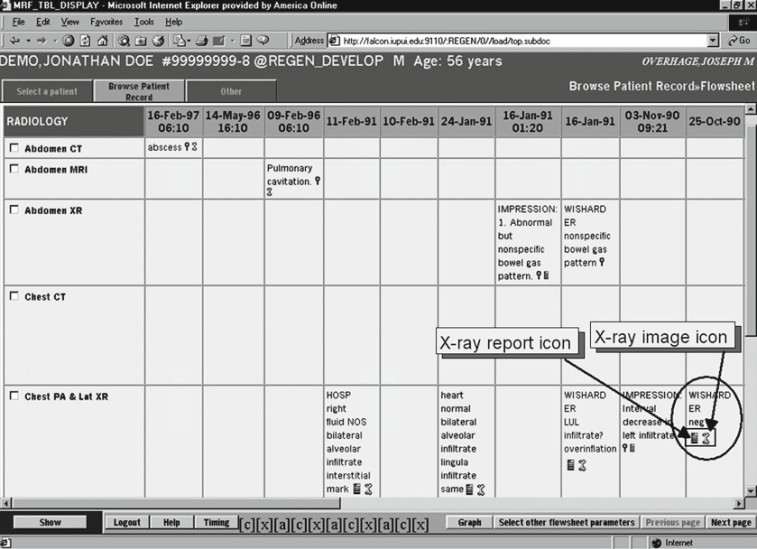 MRF_TBL_DISPLAY - Microsoft Internet Explorer provided by America Online
File Edit View Favorites Tools Help
Address http://falcon.iupui.edu:9110/:REGEN/0//load/top.subdoc Go
DEMO,JONATHAN DOE #99999999-8 @REGEN_DEVELOP M Age: 56 years OVERHAGE,JOSEPH M
Select a patient
Browse Patient
Record
Other
Browse Patient Record»Flowsheet
RADIOLOGY
16-Feb-97
06:10
14-May-96
16:10
09-Feb-96
06:10
11-Feb-91
10-Feb-91
24-Jan-91
16-Jan-91
01:20
16-Jan-91
03-Nov-90
09:21
25-Oct-90
Abdomen CT
abscess
Abdomen MRI
Pulmonary
cavitation.
Abdomen XR
IMPRESSION:
1. Abnormal
but
nonspecific
bowel gas
pattern.
WISHARD
ER
nonspecific
bowel gas
pattern
Chest CT
X-ray report icon
X-ray image icon
Chest PA & Lat XR
HOSP
right
fluid NOS
bilateral
alveolar
infiltrate
interstitial
mark
heart
normal
bilateral
alveolar
infiltrate
lingula
infiltrate
same
WISHARD
ER
LUL
infiltrate?
overinflation
IMPRESSION:
Interval
decrease in
left infiltrate
WISHARD
ER
neg
Show Logout Help Timing [c][x][a][c][x][a][c][x][a][c][x] Graph Select other flowsheet parameters Previous page Next page
Internet